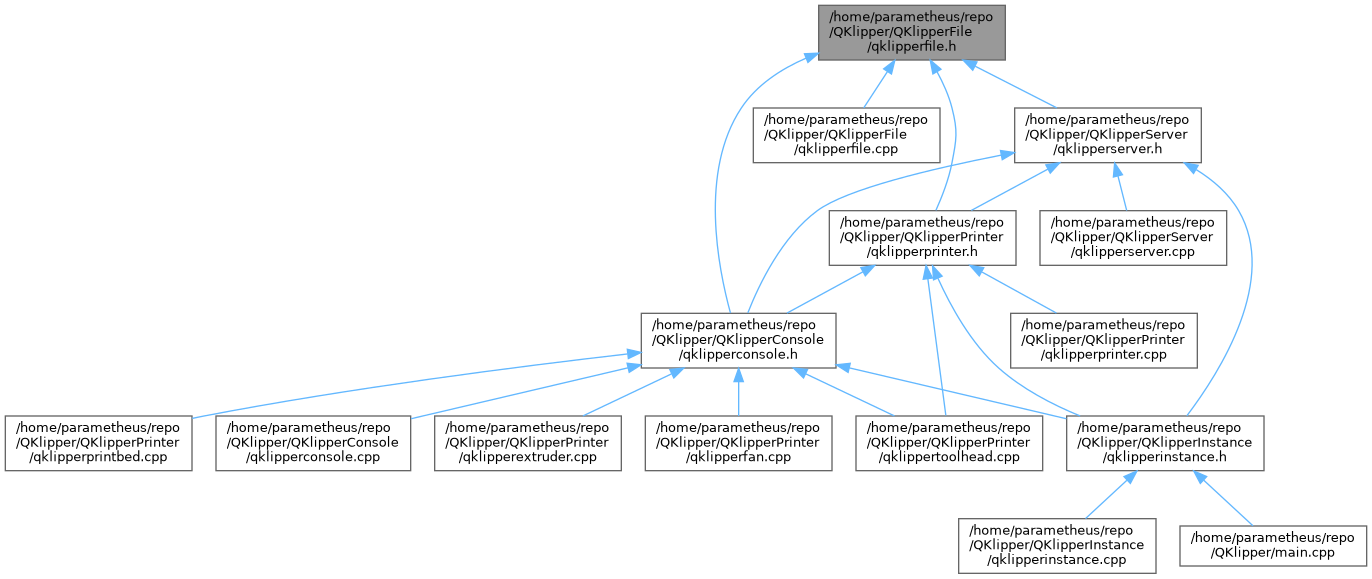 /home/parametheus/repo
/QKlipper/QKlipperFile
/qklipperfile.h
/home/parametheus/repo
/QKlipper/QKlipperFile
/qklipperfile.cpp
/home/parametheus/repo
/QKlipper/QKlipperServer
/qklipperserver.h
/home/parametheus/repo
/QKlipper/QKlipperPrinter
/qklipperprinter.h
/home/parametheus/repo
/QKlipper/QKlipperServer
/qklipperserver.cpp
/home/parametheus/repo
/QKlipper/QKlipperConsole
/qklipperconsole.h
/home/parametheus/repo
/QKlipper/QKlipperPrinter
/qklipperprinter.cpp
/home/parametheus/repo
/QKlipper/QKlipperPrinter
/qklipperprintbed.cpp
/home/parametheus/repo
/QKlipper/QKlipperConsole
/qklipperconsole.cpp
/home/parametheus/repo
/QKlipper/QKlipperPrinter
/qklipperextruder.cpp
/home/parametheus/repo
/QKlipper/QKlipperPrinter
/qklipperfan.cpp
/home/parametheus/repo
/QKlipper/QKlipperPrinter
/qklippertoolhead.cpp
/home/parametheus/repo
/QKlipper/QKlipperInstance
/qklipperinstance.h
/home/parametheus/repo
/QKlipper/QKlipperInstance
/qklipperinstance.cpp
/home/parametheus/repo
/QKlipper/main.cpp